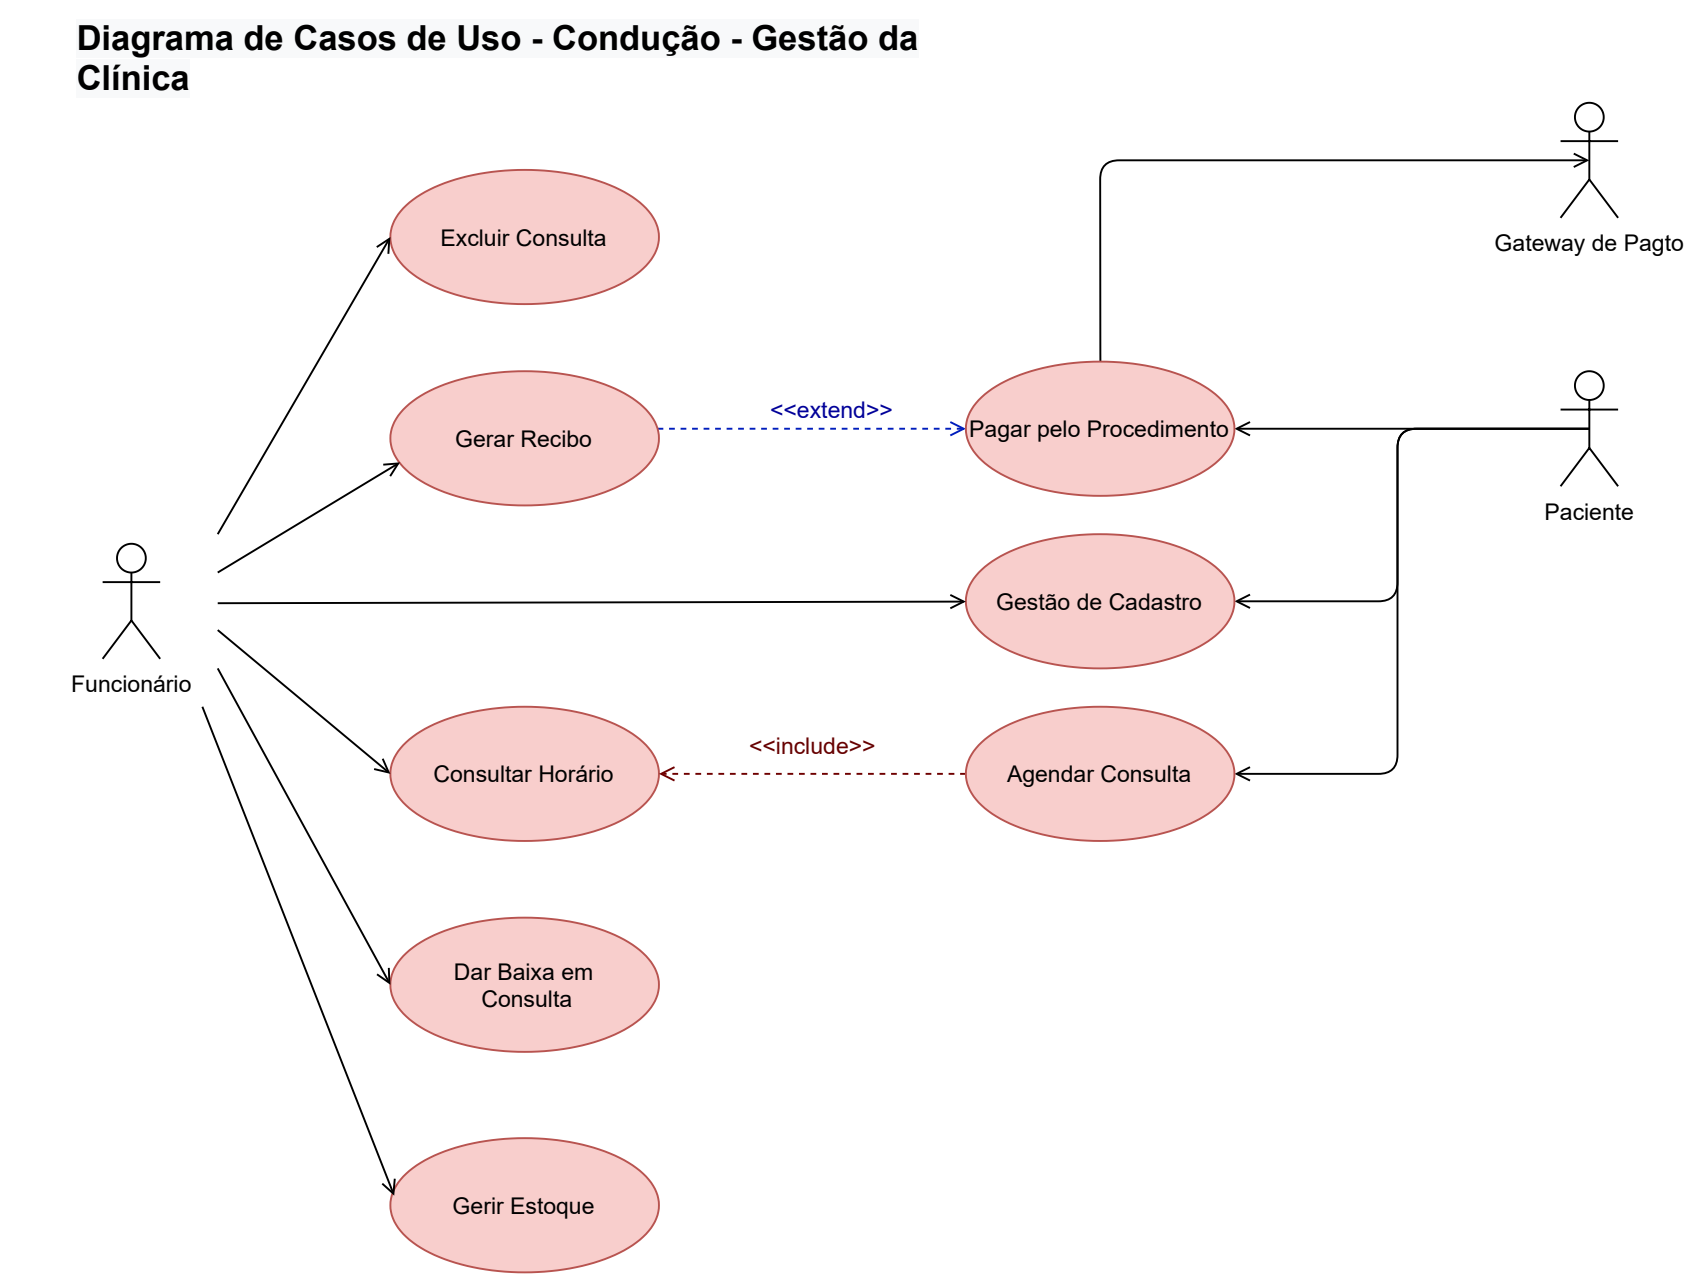 Diagrama de Casos de Uso - Condução - Gestão da
Clínica
Gateway de Pagto
Excluir Consulta
<<extend>>
Gerar Recibo
Pagar pelo Procedimento
Paciente
Gestão de Cadastro
Funcionário
<<include>>
Consultar Horário
Agendar Consulta
Dar Baixa em
Consulta
Gerir Estoque